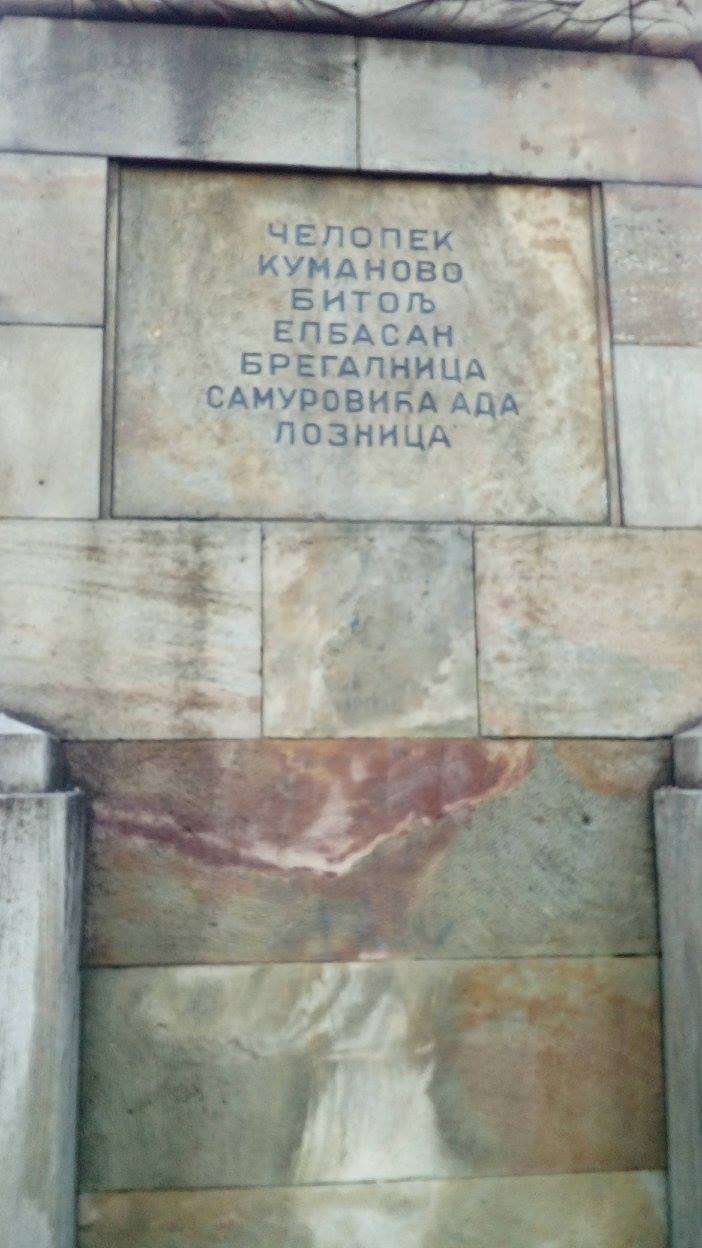 ЧЕЛОПЕК
КУМАНОВО
БИТОЉ
ЕЛБАСАН
БРЕГАЛНИЦА
САМУРОВИЋА АДА
ЛОЗНИЦА